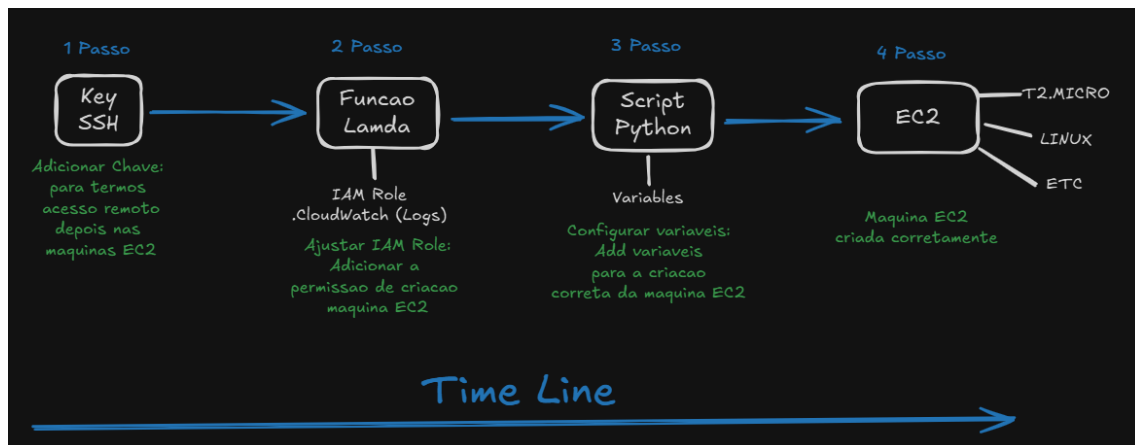 1 Passo
Key
SSH
Adicionar Chave:
para termos
acesso remoto
depois nas
maquinas EC2
2 Passo
Funcao
Lamda
IAM Role
.CloudWatch (Logs)
Ajustar IAM Role:
Adicionar a
permissao de criacao
maquina EC2
3 Passo
Script
Python
Variables
Configurar variaveis:
Add variaveis
para a criacao
correta da maquina EC2
4 Passo
EC2
T2.MICRO
LINUX
ETC
Maquina EC2
criada corretamente
Time Line